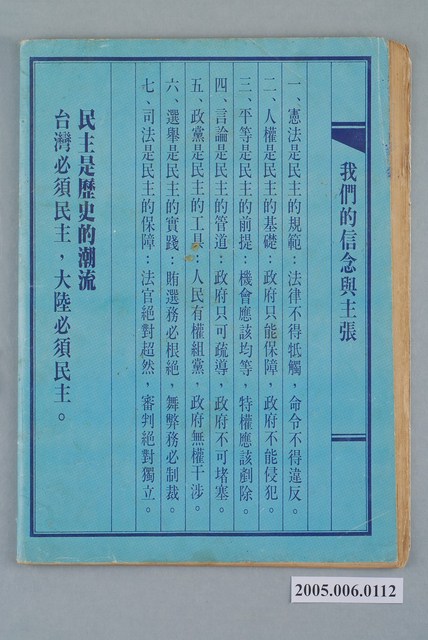 我們的信念與主張
一、憲法是民主的規範：法律不得牴觸，命令不得違反。
二、人權是民主的基礎：政府只能保障，政府不能侵犯。
三、平等是民主的前提：機會應該均等，特權應該剷除。
四、言論是民主的管道：政府只可疏導，政府不可堵塞。
五、政黨是民主的工具：人民有權組黨，政府無權干涉。
六、選舉是民主的實踐：賄選務必根絕，舞弊務必制裁。
七、司法是民主的保障：法官絕對超然，審判絕對獨立。
民主是歷史的潮流
台灣必須民主，大陸必須民主。
2005.006.0112